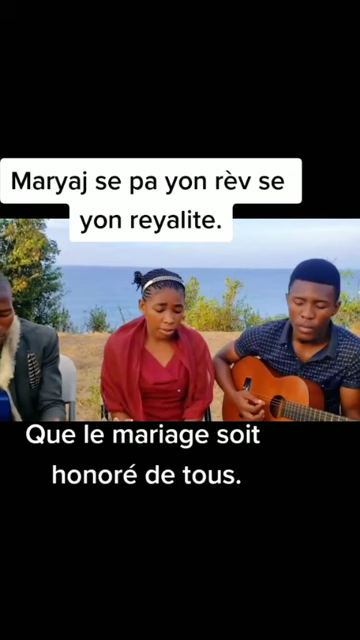 Maryaj se pa yon rèv se
yon reyalite.
Que le mariage soit
honoré de tous.